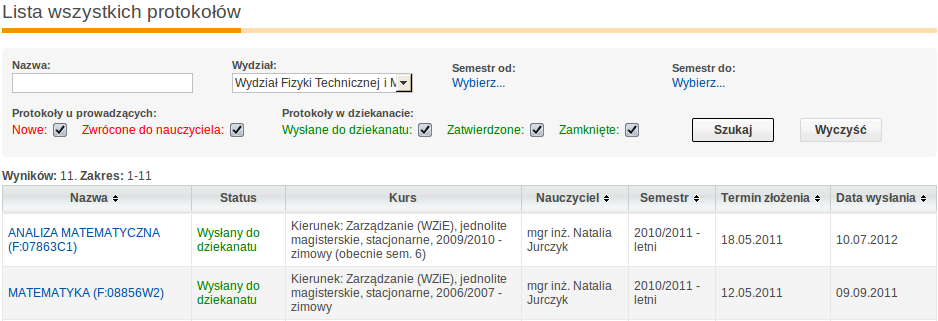 Lista wszystkich protokołów
Nazwa: Wydział: Semestr od: Semestr do:
Wydział Fizyki Technicznej i M Wybierz... Wybierz...
Protokoły u prowadzących: Protokoły w dziekanacie:
Nowe: Zwrócone do nauczyciela: Wysłane do dziekanatu: Zatwierdzone: Zamknięte: Szukaj Wyczyść
Wyników: 11. Zakres: 1-11
Nazwa Status Kurs Nauczyciel Semestr Termin złożenia Data wysłania
ANALIZA MATEMATYCZNA
(F:07863C1)
Wysłany do
dziekanatu
Kierunek: Zarządzanie (WZiE), jednolite
magisterskie, stacjonarne, 2009/2010 -
zimowy (obecnie sem. 6)
mgr inż. Natalia
Jurczyk
2010/2011 -
letni
18.05.2011
10.07.2012
MATEMATYKA (F:08856W2)
Wysłany do
dziekanatu
Kierunek: Zarządzanie (WZiE), jednolite
magisterskie, stacjonarne, 2006/2007 -
zimowy
mgr inż. Natalia
Jurczyk
2010/2011 -
letni
12.05.2011
09.09.2011